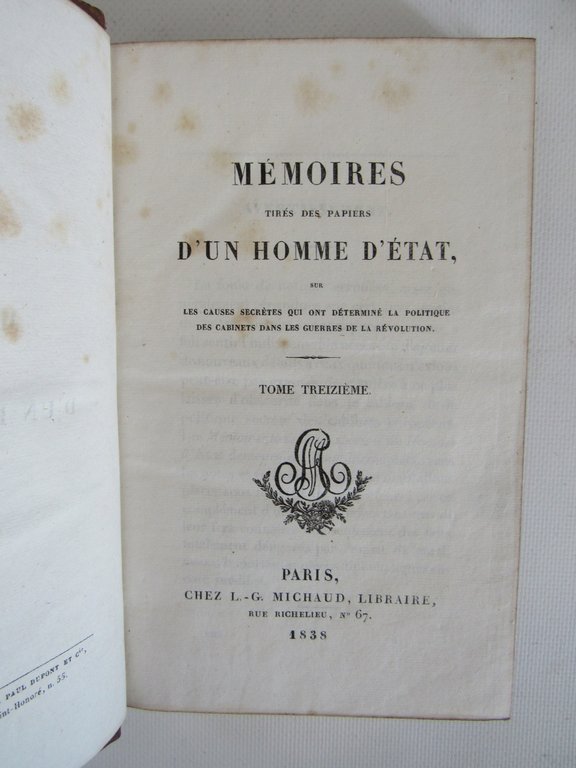 PAUL DUPONT ET Cie,
int-Honoré, n. 55.
MÉMOIRES
TIRÉS DES PAPIERS
D'UN HOMME D'ÉTAT,
SUR
LES CAUSES SECRÈTES QUI ONT DÉTERMINÉ LA POLITIQUE
DES CABINETS DANS LES GUERRES DE LA RÉVOLUTION.
TOME TREIZIÈME.
PARIS,
CHEZ L.-G. MICHAUD, LIBRAIRE,
RUE RICHELIEU, No 67.
1838